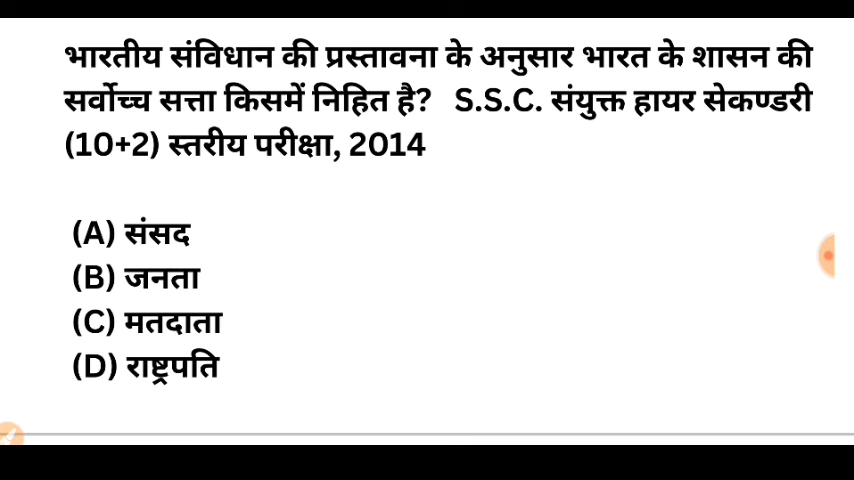 भारतीय संविधान की प्रस्तावना के अनुसार भारत के शासन की
सर्वोच्च सत्ता किसमें निहित है? S.S.C. संयुक्त हायर सेकण्डरी
(10+2) स्तरीय परीक्षा, 2014
(A) संसद
(B) जनता
(C) मतदाता
(D) राष्ट्रपति